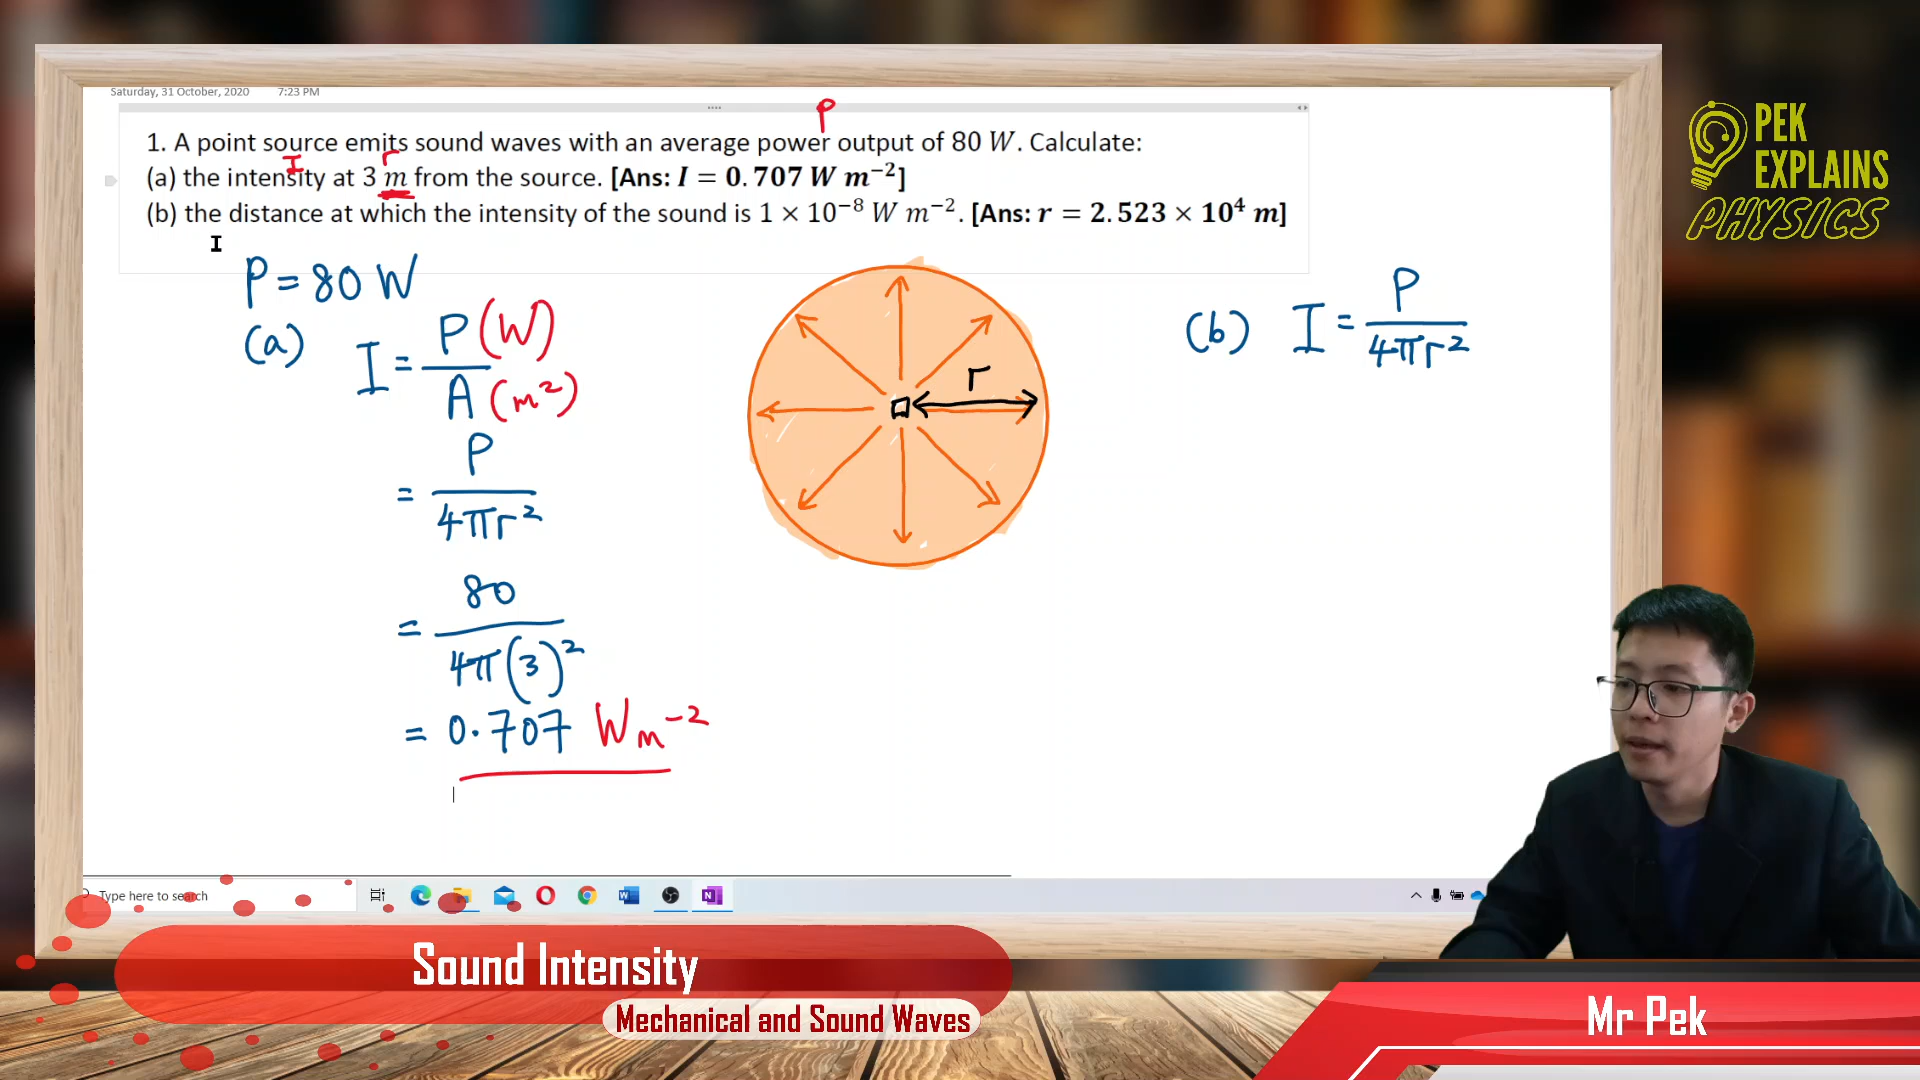 Saturday, 31 October, 2020 7:23 PM
P
1. A point source emits sound waves with an average power output of 80 W. Calculate:
I r
(a) the intensity at 3 m from the source. [Ans: I = 0.707 W m⁻²]
(b) the distance at which the intensity of the sound is 1 × 10⁻⁸ W m⁻². [Ans: r = 2.523 × 10⁴ m]
P = 80 W
(a) I = P (W) / A (m²)
= P / 4πr²
= 80 / 4π(3)²
= 0.707 Wm⁻²
r
(b) I = P / 4πr²
PEK
EXPLAINS
PHYSICS
Type here to search
Sound Intensity
Mechanical and Sound Waves
Mr Pek